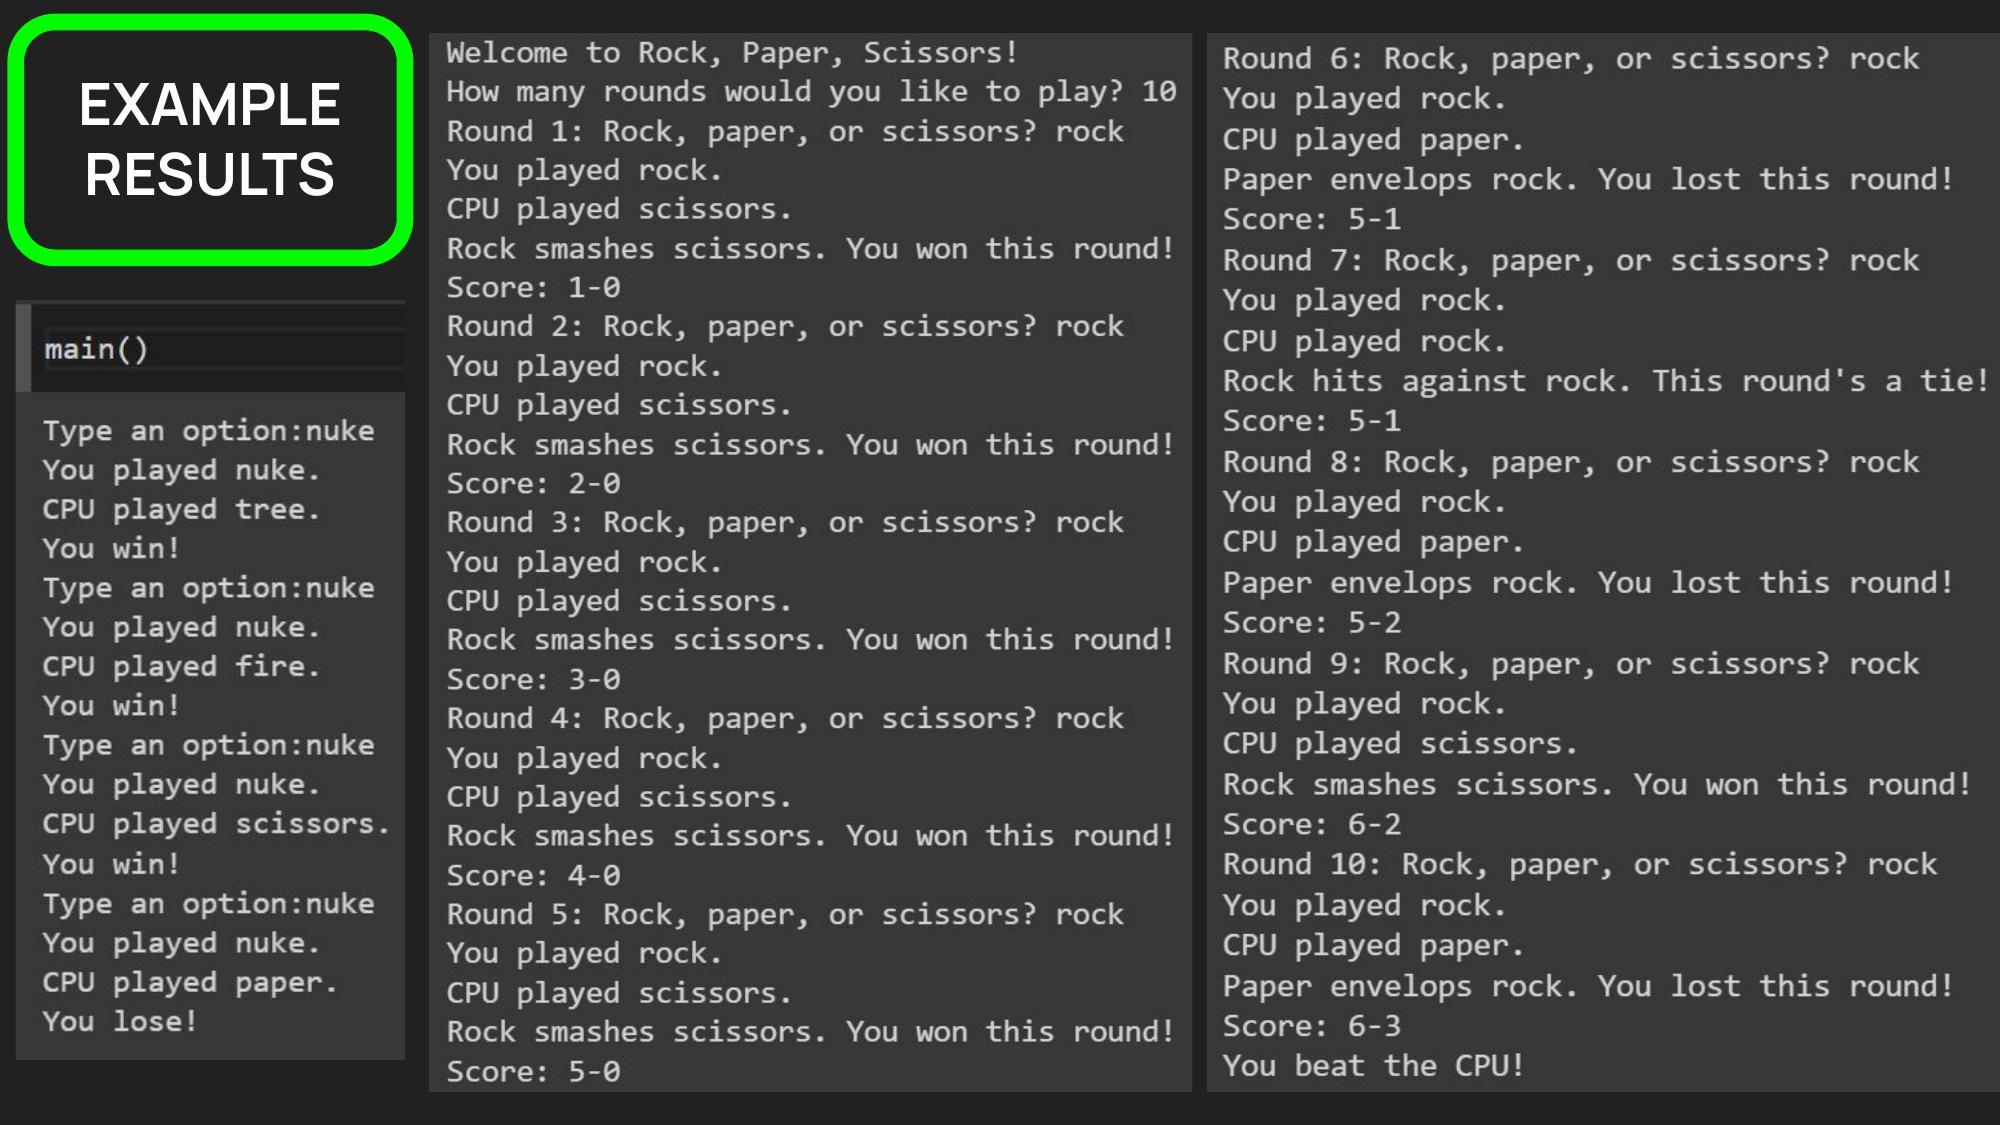 EXAMPLE
RESULTS
main()
Type an option:nuke
You played nuke.
CPU played tree.
You win!
Type an option:nuke
You played nuke.
CPU played fire.
You win!
Type an option:nuke
You played nuke.
CPU played scissors.
You win!
Type an option:nuke
You played nuke.
CPU played paper.
You lose!
Welcome to Rock, Paper, Scissors!
How many rounds would you like to play? 10
Round 1: Rock, paper, or scissors? rock
You played rock.
CPU played scissors.
Rock smashes scissors. You won this round!
Score: 1-0
Round 2: Rock, paper, or scissors? rock
You played rock.
CPU played scissors.
Rock smashes scissors. You won this round!
Score: 2-0
Round 3: Rock, paper, or scissors? rock
You played rock.
CPU played scissors.
Rock smashes scissors. You won this round!
Score: 3-0
Round 4: Rock, paper, or scissors? rock
You played rock.
CPU played scissors.
Rock smashes scissors. You won this round!
Score: 4-0
Round 5: Rock, paper, or scissors? rock
You played rock.
CPU played scissors.
Rock smashes scissors. You won this round!
Score: 5-0
Round 6: Rock, paper, or scissors? rock
You played rock.
CPU played paper.
Paper envelops rock. You lost this round!
Score: 5-1
Round 7: Rock, paper, or scissors? rock
You played rock.
CPU played rock.
Rock hits against rock. This round's a tie!
Score: 5-1
Round 8: Rock, paper, or scissors? rock
You played rock.
CPU played paper.
Paper envelops rock. You lost this round!
Score: 5-2
Round 9: Rock, paper, or scissors? rock
You played rock.
CPU played scissors.
Rock smashes scissors. You won this round!
Score: 6-2
Round 10: Rock, paper, or scissors? rock
You played rock.
CPU played paper.
Paper envelops rock. You lost this round!
Score: 6-3
You beat the CPU!